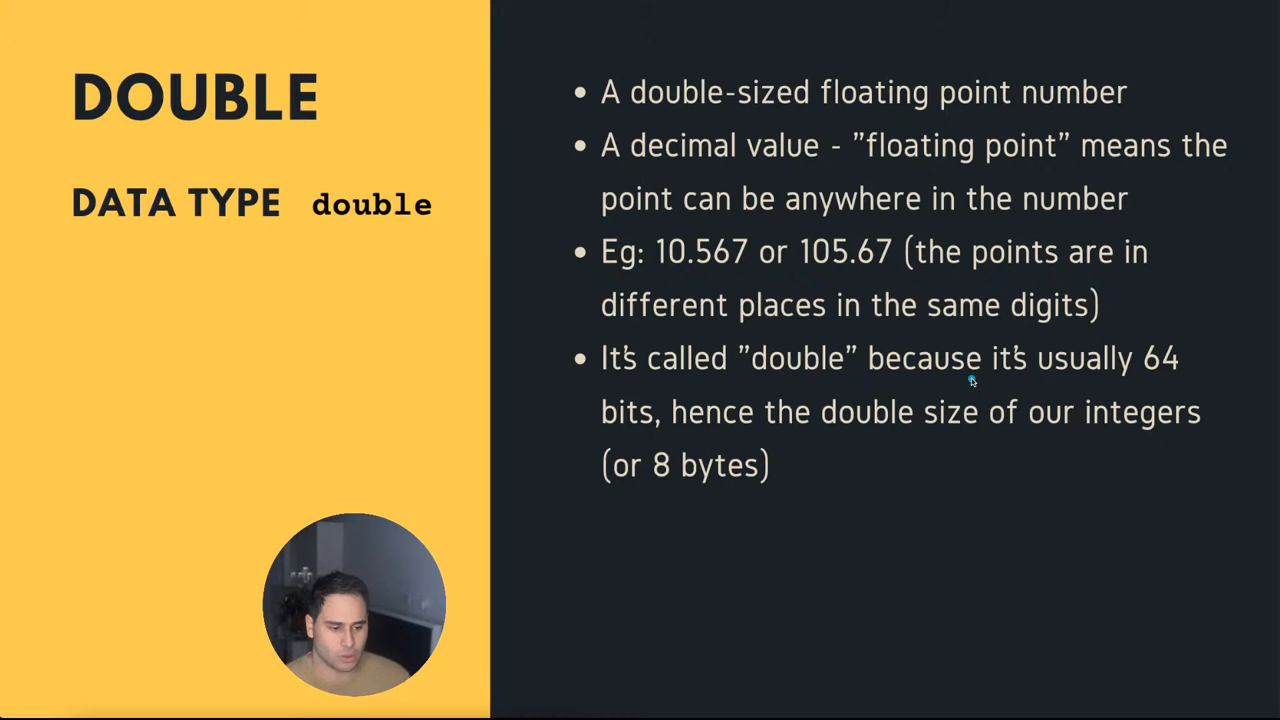 DOUBLE
DATA TYPE double
• A double-sized floating point number
• A decimal value - ”floating point” means the
point can be anywhere in the number
• Eg: 10.567 or 105.67 (the points are in
different places in the same digits)
• It’s called ”double” because it’s usually 64
bits, hence the double size of our integers
(or 8 bytes)